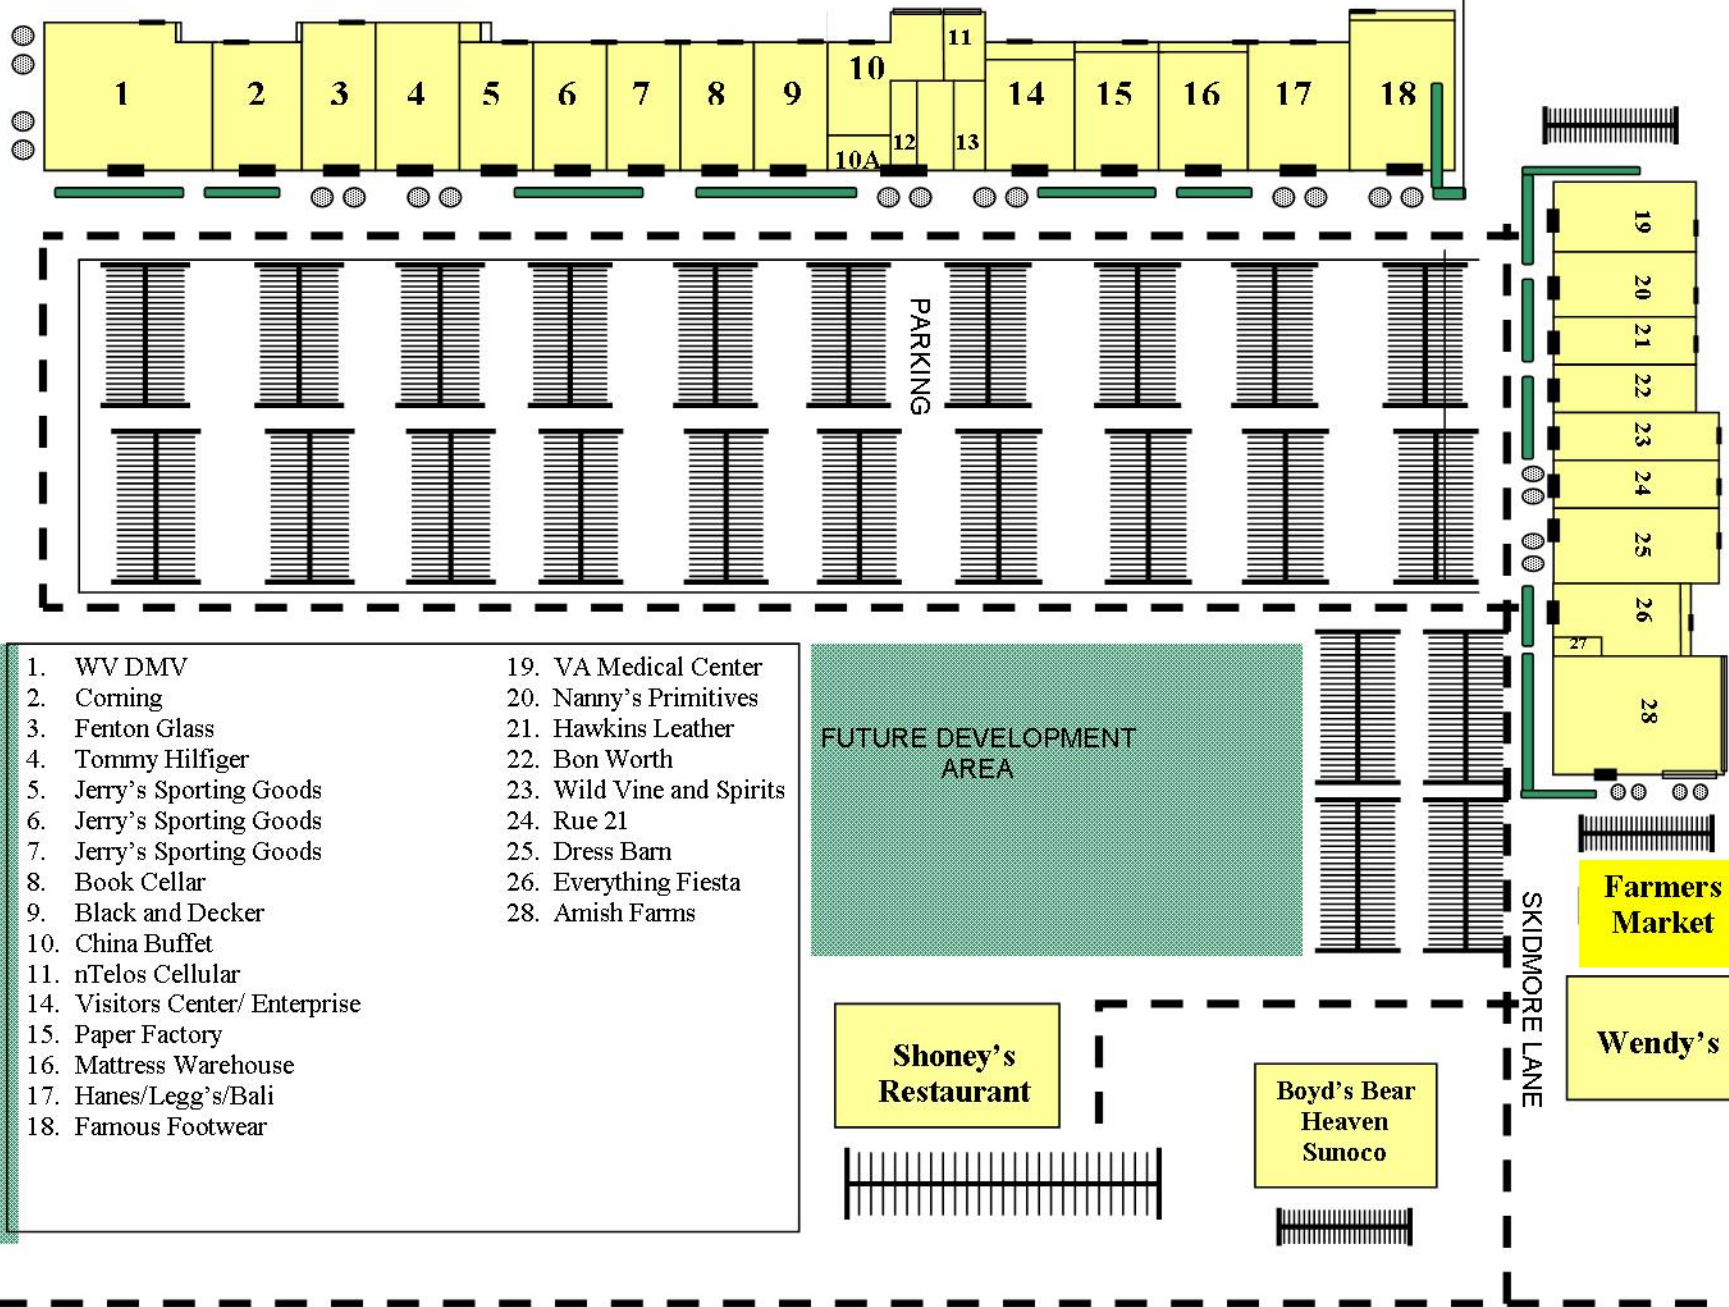 1
2
3
4
5
6
7
8
9
10
11
12
13
10A
14
15
16
17
18
19
20
21
22
23
24
25
26
27
28
PARKING
1. WV DMV
2. Corning
3. Fenton Glass
4. Tommy Hilfiger
5. Jerry's Sporting Goods
6. Jerry's Sporting Goods
7. Jerry's Sporting Goods
8. Book Cellar
9. Black and Decker
10. China Buffet
11. nTelos Cellular
14. Visitors Center/ Enterprise
15. Paper Factory
16. Mattress Warehouse
17. Hanes/Legg's/Bali
18. Famous Footwear
19. VA Medical Center
20. Nanny's Primitives
21. Hawkins Leather
22. Bon Worth
23. Wild Vine and Spirits
24. Rue 21
25. Dress Barn
26. Everything Fiesta
28. Amish Farms
FUTURE DEVELOPMENT
AREA
SKIDMORE LANE
Farmers
Market
Wendy's
Shoney's
Restaurant
Boyd's Bear
Heaven
Sunoco